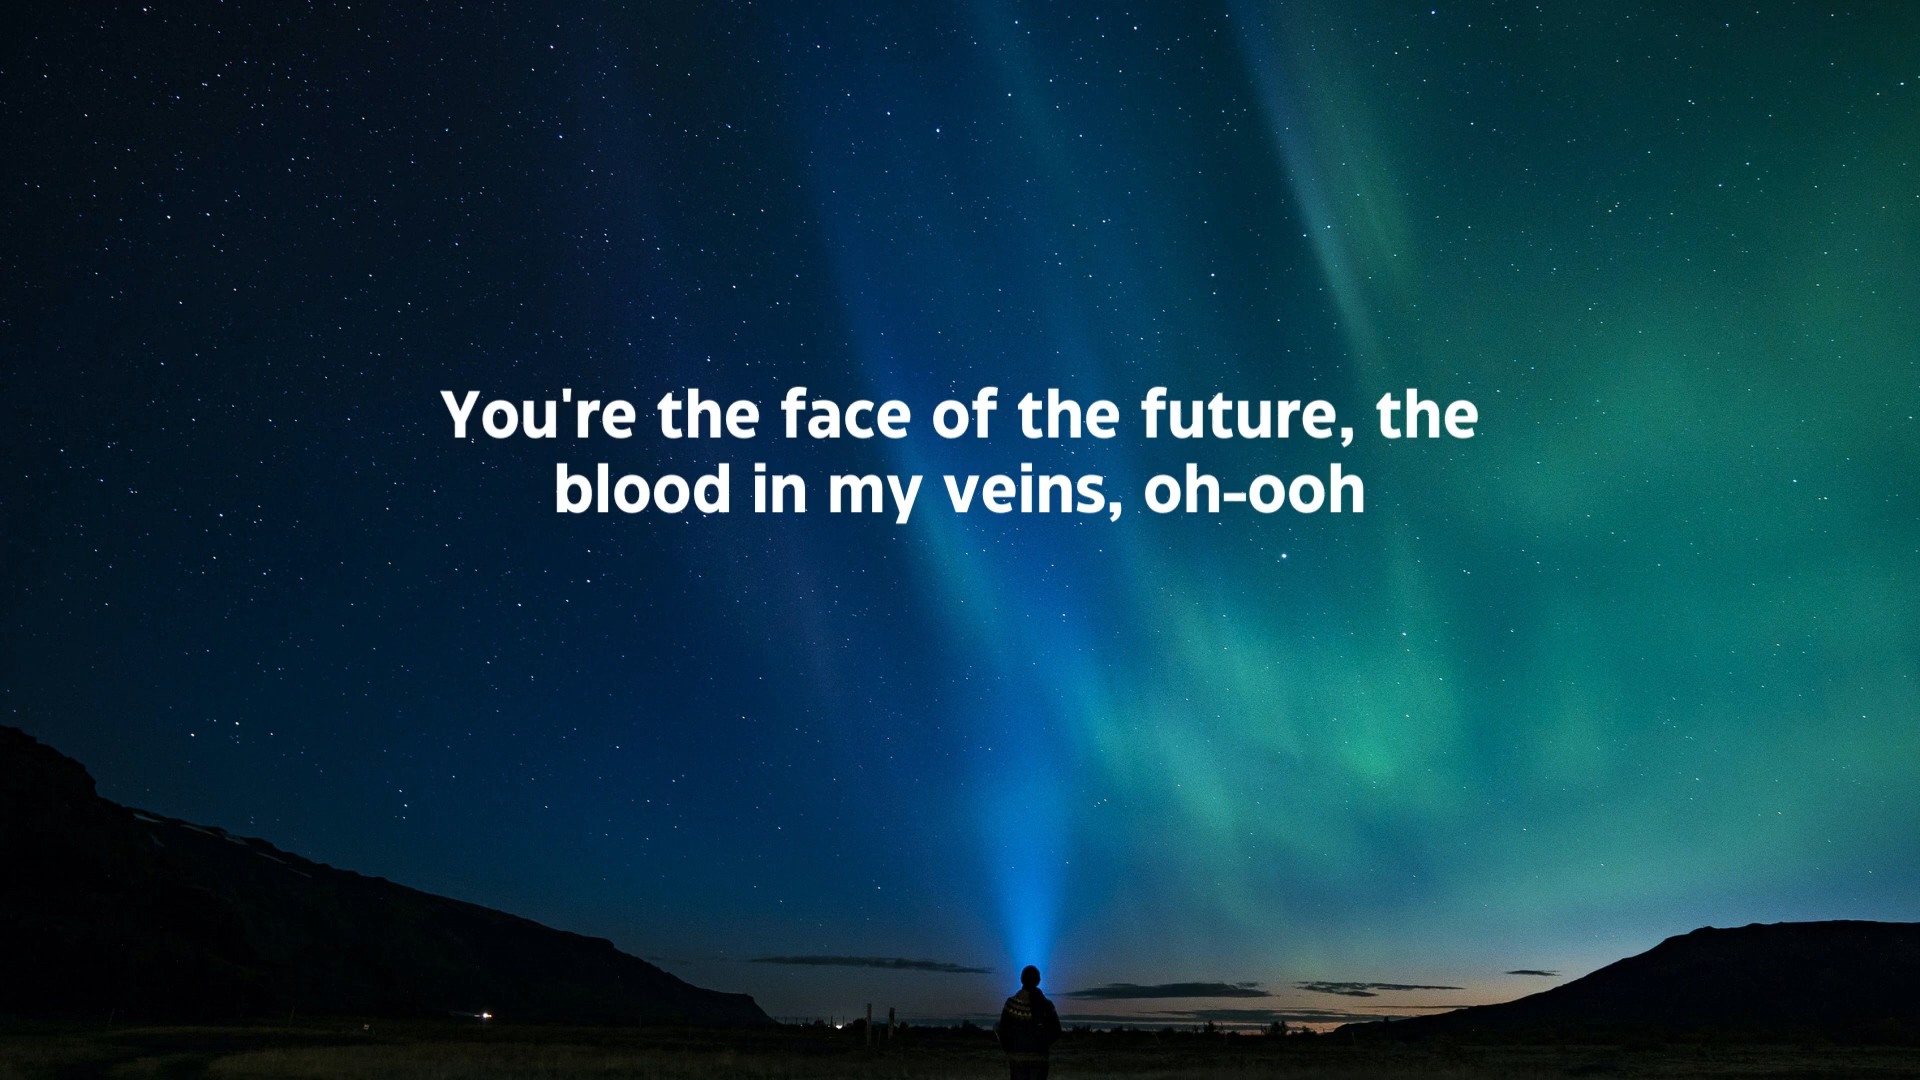 You're the face of the future, the
blood in my veins, oh-ooh